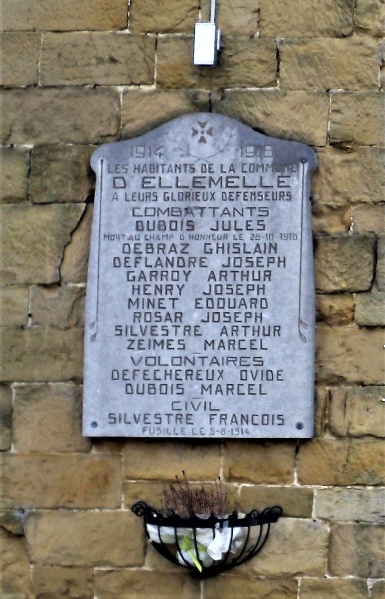 1914 1918
LES HABITANTS DE LA COMMUNE
D ELLEMELLE
A LEURS GLORIEUX DEFENSEURS
COMBATTANTS
DUBOIS JULES
MORT AU CHAMP D HONNEUR LE 28-10-1918
DEBRAZ GHISLAIN
DEFLANDRE JOSEPH
GARROY ARTHUR
HENRY JOSEPH
MINET EDOUARD
ROSAR JOSEPH
SILVESTRE ARTHUR
ZEIMES MARCEL
VOLONTAIRES
DEFECHEREUX OVIDE
DUBOIS MARCEL
CIVIL
SILVESTRE FRANCOIS
FUSILLE LE 5-8-1914